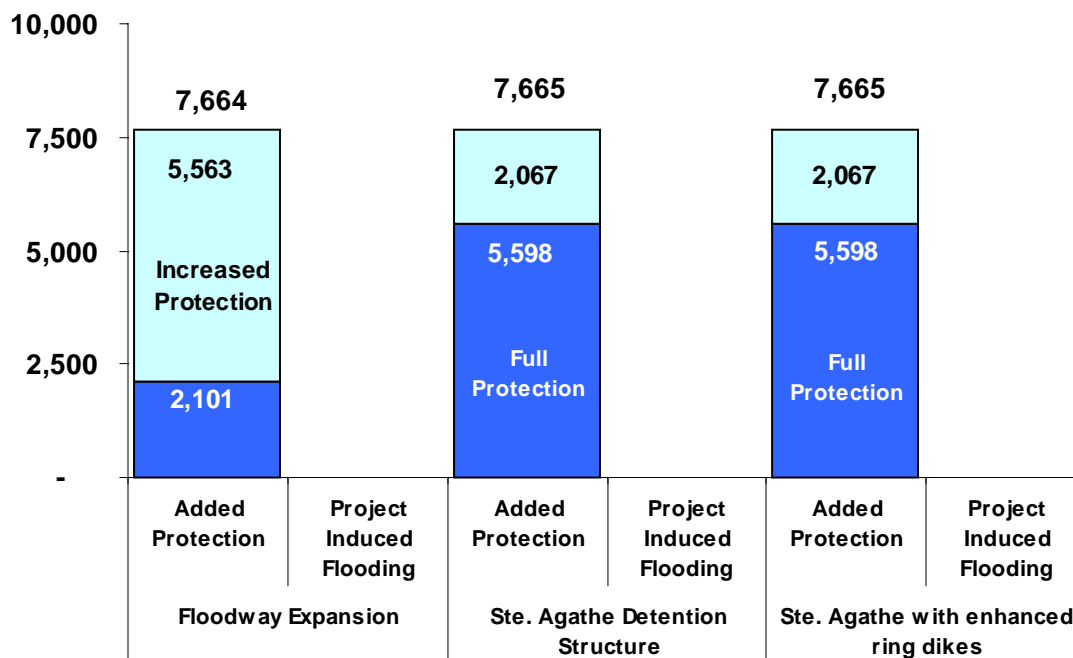 10,000
7,664
7,665
7,665
7,500
5,563
2,067
2,067
5,000
5,598
5,598
Increased
Protection
Full
Protection
Full
Protection
2,500
2,101
-
Added
Protection
Project
Induced
Flooding
Added
Protection
Project
Induced
Flooding
Added
Protection
Project
Induced
Flooding
Floodway Expansion
Ste. Agathe Detention
Structure
Ste. Agathe with enhanced
ring dikes